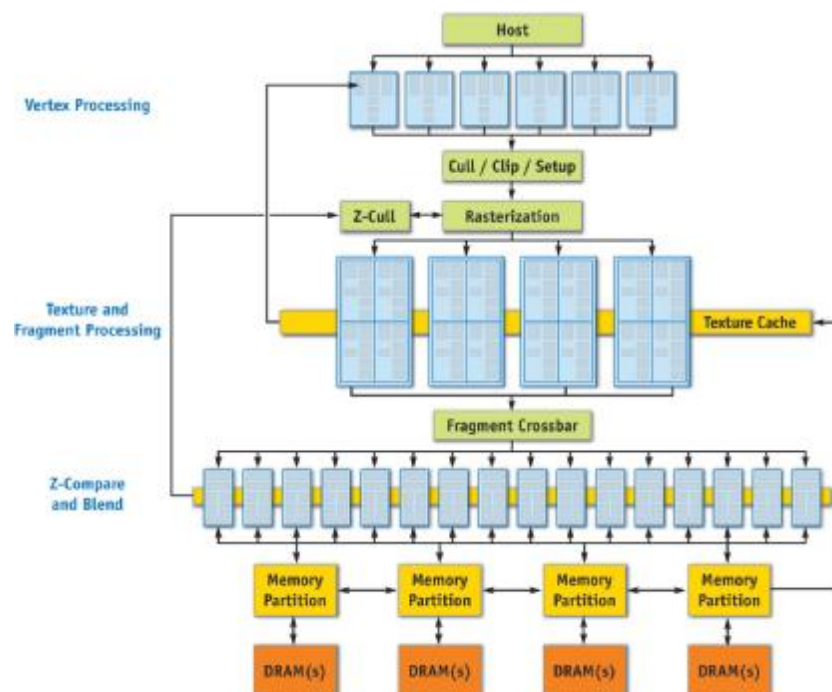 Host
Vertex Processing
Cull / Clip / Setup
Z-Cull
Rasterization
Texture and
Fragment Processing
Texture Cache
Fragment Crossbar
Z-Compare
and Blend
Memory
Partition
Memory
Partition
Memory
Partition
Memory
Partition
DRAM(s)
DRAM(s)
DRAM(s)
DRAM(s)